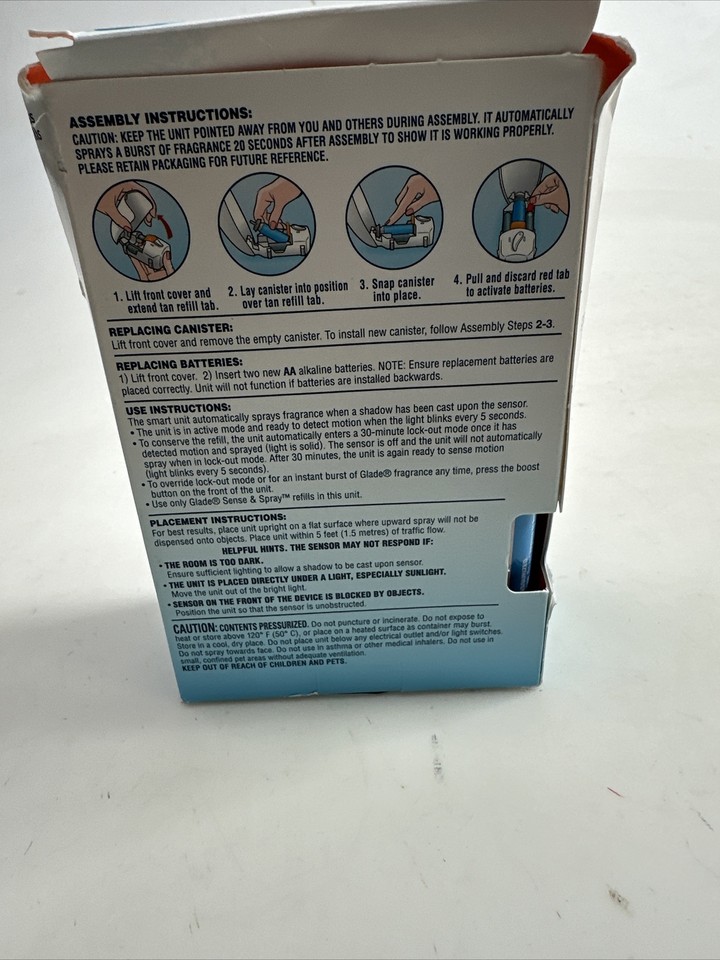 ASSEMBLY INSTRUCTIONS:
CAUTION: KEEP THE UNIT POINTED AWAY FROM YOU AND OTHERS DURING ASSEMBLY. IT AUTOMATICALLY
SPRAYS A BURST OF FRAGRANCE 20 SECONDS AFTER ASSEMBLY TO SHOW IT IS WORKING PROPERLY.
PLEASE RETAIN PACKAGING FOR FUTURE REFERENCE.
1. Lift front cover and
extend tan refill tab.
2. Lay canister into position
over tan refill tab.
3. Snap canister
into place.
4. Pull and discard red tab
to activate batteries.
REPLACING CANISTER:
Lift front cover and remove the empty canister. To install new canister, follow Assembly Steps 2-3.
REPLACING BATTERIES:
1) Lift front cover. 2) Insert two new AA alkaline batteries. NOTE: Ensure replacement batteries are
placed correctly. Unit will not function if batteries are installed backwards.
USE INSTRUCTIONS:
The smart unit automatically sprays fragrance when a shadow has been cast upon the sensor.
• The unit is in active mode and ready to detect motion when the light blinks every 5 seconds.
• To conserve the refill, the unit automatically enters a 30-minute lock-out mode once it has
detected motion and sprayed (light is solid). The sensor is off and the unit will not automatically
spray when in lock-out mode. After 30 minutes, the unit is again ready to sense motion
(light blinks every 5 seconds).
• To override lock-out mode or for an instant burst of Glade® fragrance any time, press the boost
button on the front of the unit.
• Use only Glade® Sense & Spray™ refills in this unit.
PLACEMENT INSTRUCTIONS:
For best results, place unit upright on a flat surface where upward spray will not be
dispensed onto objects. Place unit within 5 feet (1.5 metres) of traffic flow.
HELPFUL HINTS. THE SENSOR MAY NOT RESPOND IF:
• THE ROOM IS TOO DARK.
Ensure sufficient lighting to allow a shadow to be cast upon sensor.
• THE UNIT IS PLACED DIRECTLY UNDER A LIGHT, ESPECIALLY SUNLIGHT.
Move the unit out of the bright light.
• SENSOR ON THE FRONT OF THE DEVICE IS BLOCKED BY OBJECTS.
Position the unit so that the sensor is unobstructed.
CAUTION: CONTENTS PRESSURIZED. Do not puncture or incinerate. Do not expose to
heat or store above 120° F (50° C), or place on a heated surface as container may burst.
Store in a cool, dry place. Do not place unit below any electrical outlet and/or light switches.
Do not spray towards face. Do not use in asthma or other medical inhalers. Do not use in
small, confined pet areas without adequate ventilation.
KEEP OUT OF REACH OF CHILDREN AND PETS.